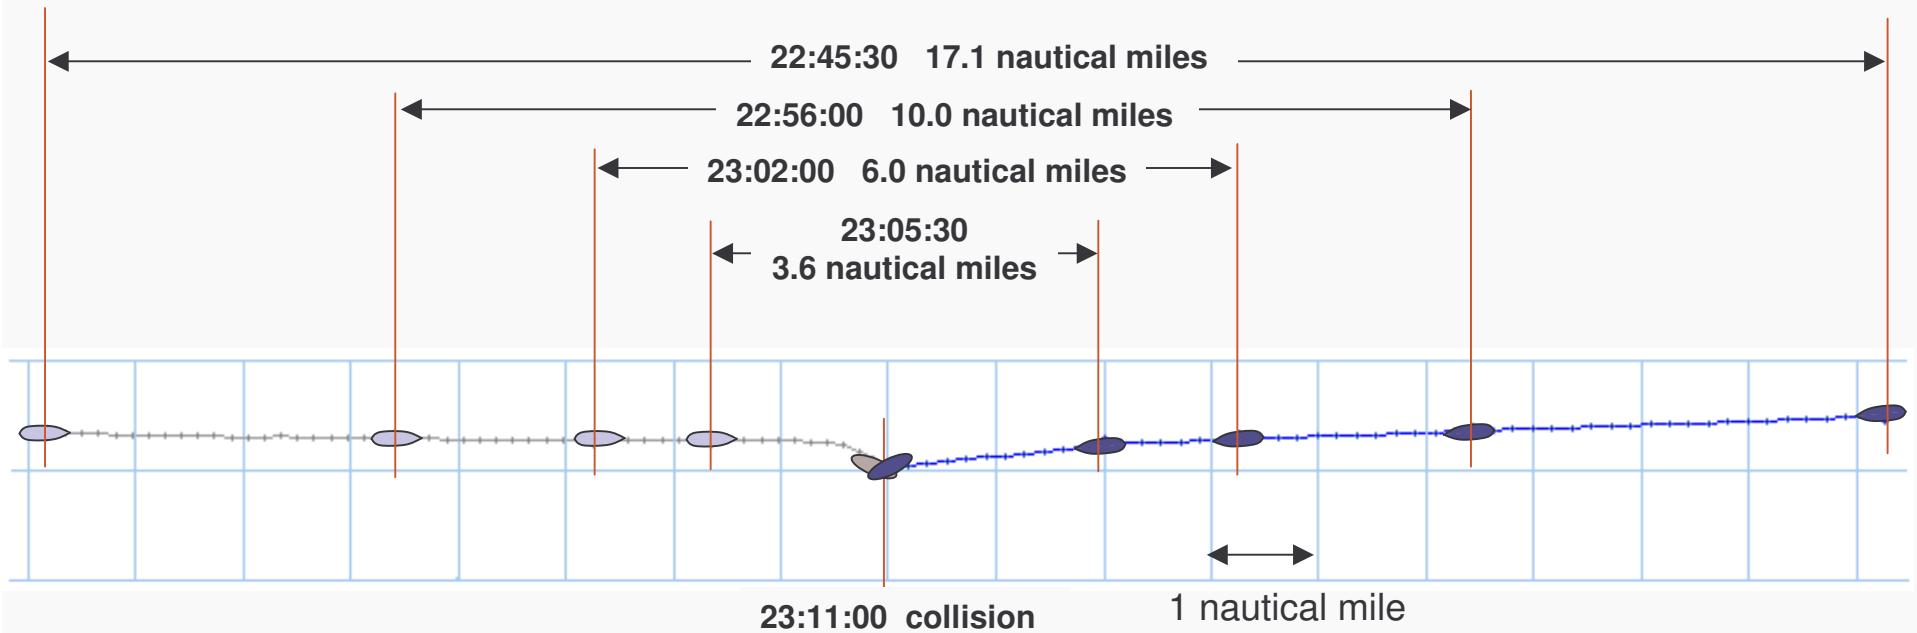 22:45:30 17.1 nautical miles
22:56:00 10.0 nautical miles
23:02:00 6.0 nautical miles
23:05:30
3.6 nautical miles
1 nautical mile
23:11:00 collision